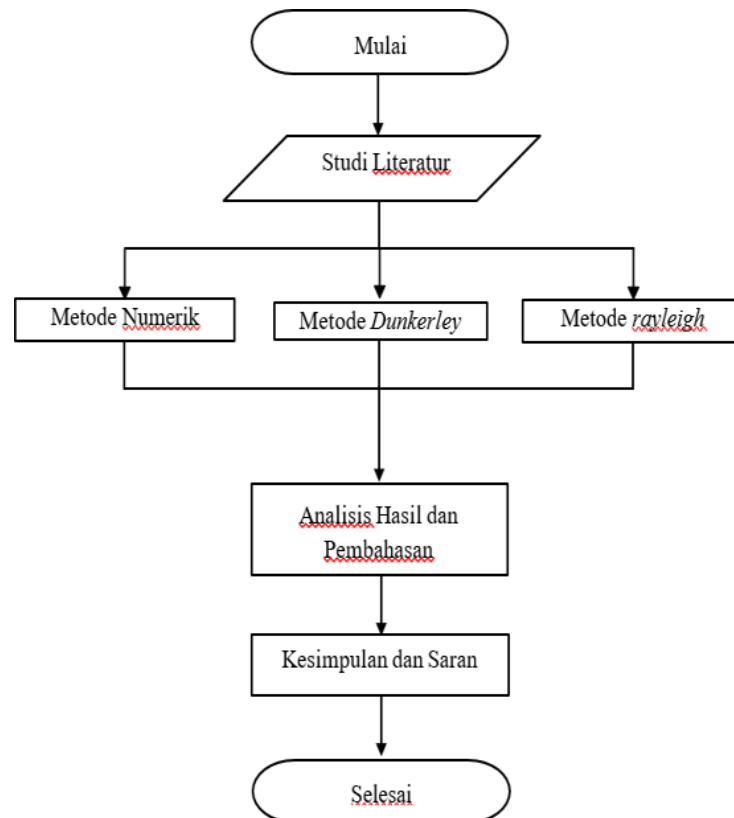 Mulai
Studi Literatur
Metode Numerik
Metode Dunkerley
Metode rayleigh
Analisis Hasil dan
Pembahasan
Kesimpulan dan Saran
Selesai